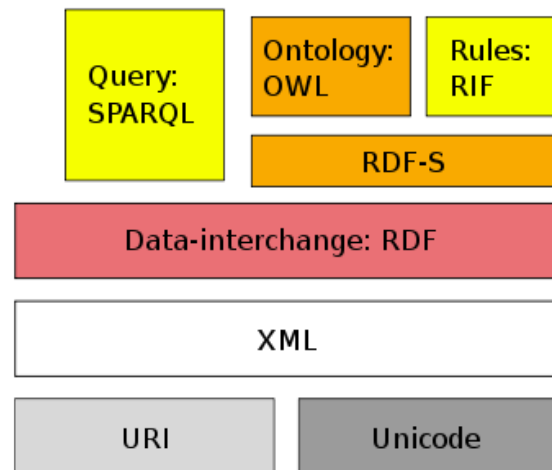 Query:
SPARQL
Ontology:
OWL
Rules:
RIF
RDF-S
Data-interchange: RDF
XML
URI
Unicode